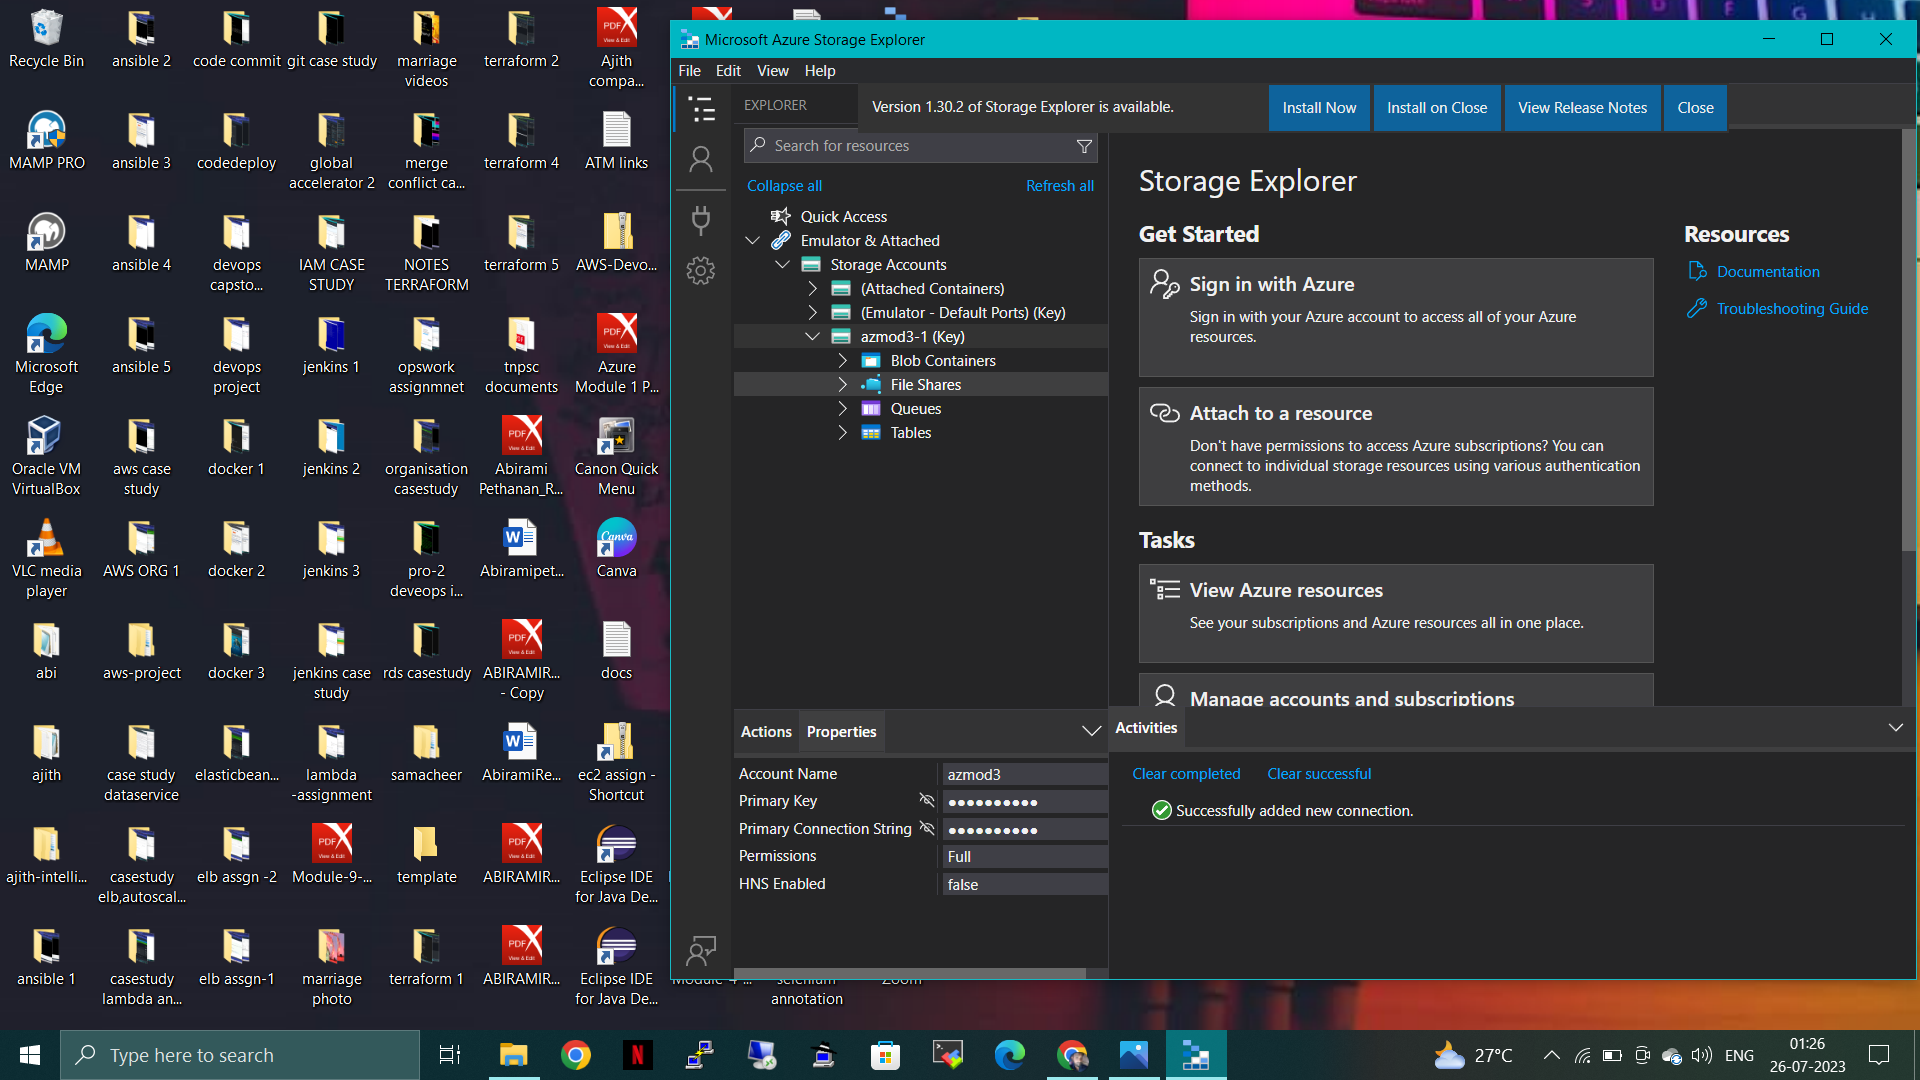 Recycle Bin
ansible 2
code commit
git case study
marriage
videos
terraform 2
Ajith
compa...
MAMP PRO
ansible 3
codedeploy
global
accelerator 2
merge
conflict ca...
terraform 4
ATM links
MAMP
ansible 4
devops
capsto...
IAM CASE
STUDY
NOTES
TERRAFORM
terraform 5
AWS-Devo...
Microsoft
Edge
ansible 5
devops
project
jenkins 1
opswork
assignmnet
tnpsc
documents
Azure
Module 1 P...
Oracle VM
VirtualBox
aws case
study
docker 1
jenkins 2
organisation
casestudy
Abirami
Pethanan_R...
Canon Quick
Menu
VLC media
player
AWS ORG 1
docker 2
jenkins 3
pro-2
deveops i...
Abiramipet...
Canva
abi
aws-project
docker 3
jenkins case
study
rds casestudy
ABIRAMIR...
- Copy
docs
ajith
case study
dataservice
elasticbean...
lambda
-assignment
samacheer
AbiramiRe...
ec2 assign -
Shortcut
ajith-intelli...
casestudy
elb,autoscal...
elb assgn -2
Module-9-...
template
ABIRAMIR...
Eclipse IDE
for Java De...
ansible 1
casestudy
lambda an...
elb assgn-1
marriage
photo
terraform 1
ABIRAMIR...
Eclipse IDE
for Java De...
annotation
Microsoft Azure Storage Explorer
File Edit View Help
EXPLORER
Version 1.30.2 of Storage Explorer is available.
Install Now
Install on Close
View Release Notes
Close
Search for resources
Collapse all
Refresh all
Quick Access
Emulator & Attached
Storage Accounts
(Attached Containers)
(Emulator - Default Ports) (Key)
azmod3-1 (Key)
Blob Containers
File Shares
Queues
Tables
Storage Explorer
Get Started
Sign in with Azure
Sign in with your Azure account to access all of your Azure
resources.
Attach to a resource
Don't have permissions to access Azure subscriptions? You can
connect to individual storage resources using various authentication
methods.
Tasks
View Azure resources
See your subscriptions and Azure resources all in one place.
Manage accounts and subscriptions
Resources
Documentation
Troubleshooting Guide
Actions
Properties
Account Name azmod3
Primary Key ●●●●●●●●●●
Primary Connection String ●●●●●●●●●●
Permissions Full
HNS Enabled false
Activities
Clear completed
Clear successful
Successfully added new connection.
Type here to search
27°C
ENG
01:26
26-07-2023